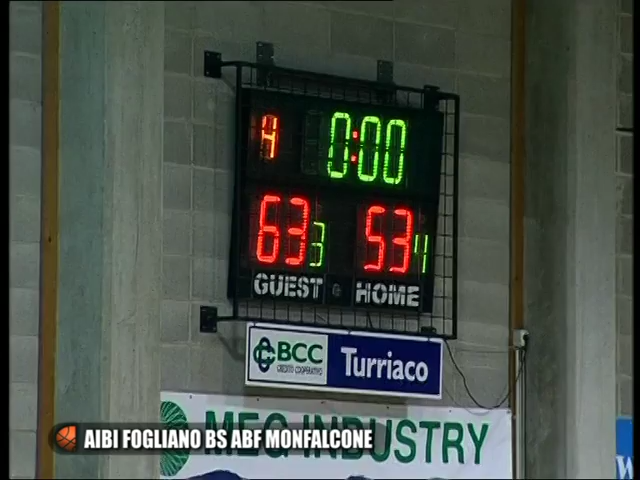 4 0:00
63 3 53 4
GUEST HOME
BCC
CREDITO COOPERATIVO
Turriaco
MEG INDUSTRY
AIBI FOGLIANO BS ABF MONFALCONE
W